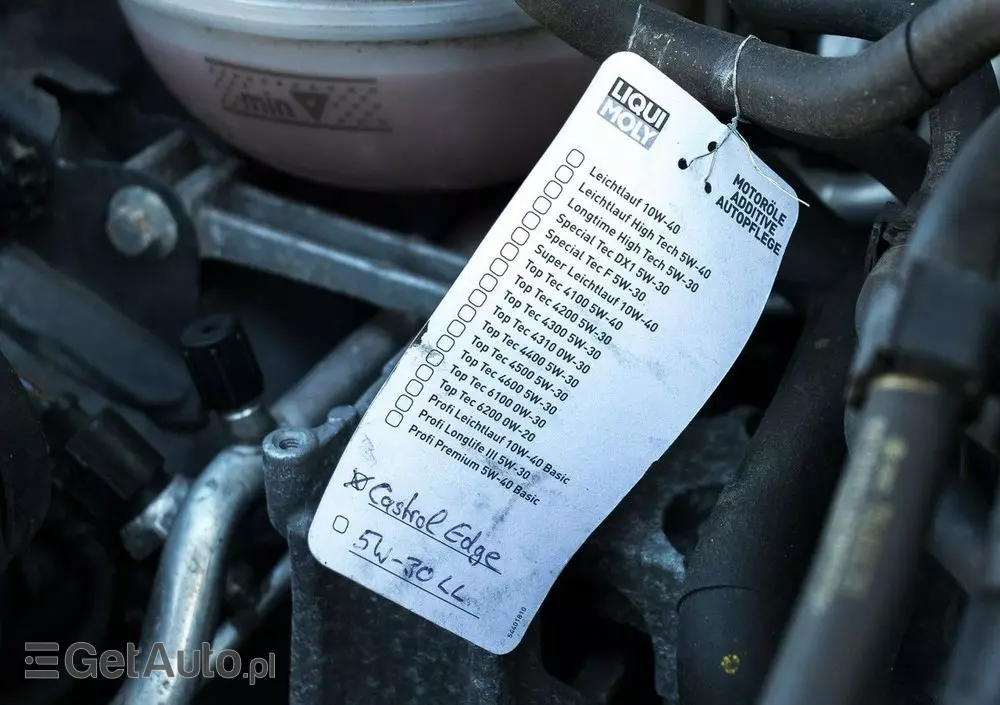 min
LIQUI
MOLY
MOTORÖLE
ADDITIVE
AUTOPFLEGE
Leichtlauf 10W-40
Leichtlauf High Tech 5W-40
Longtime High Tech 5W-30
Special Tec DX1 5W-30
Special Tec F 5W-30
Super Leichtlauf 10W-40
Top Tec 4100 5W-40
Top Tec 4200 5W-30
Top Tec 4300 5W-30
Top Tec 4310 0W-30
Top Tec 4400 5W-30
Top Tec 4500 5W-30
Top Tec 4600 5W-30
Top Tec 6100 0W-30
Top Tec 6200 0W-20
Profi Leichtlauf 10W-40 Basic
Profi Longlife III 5W-30
Profi Premium 5W-40 Basic
Castrol Edge
5W-30 LL
54401810
GetAuto.pl